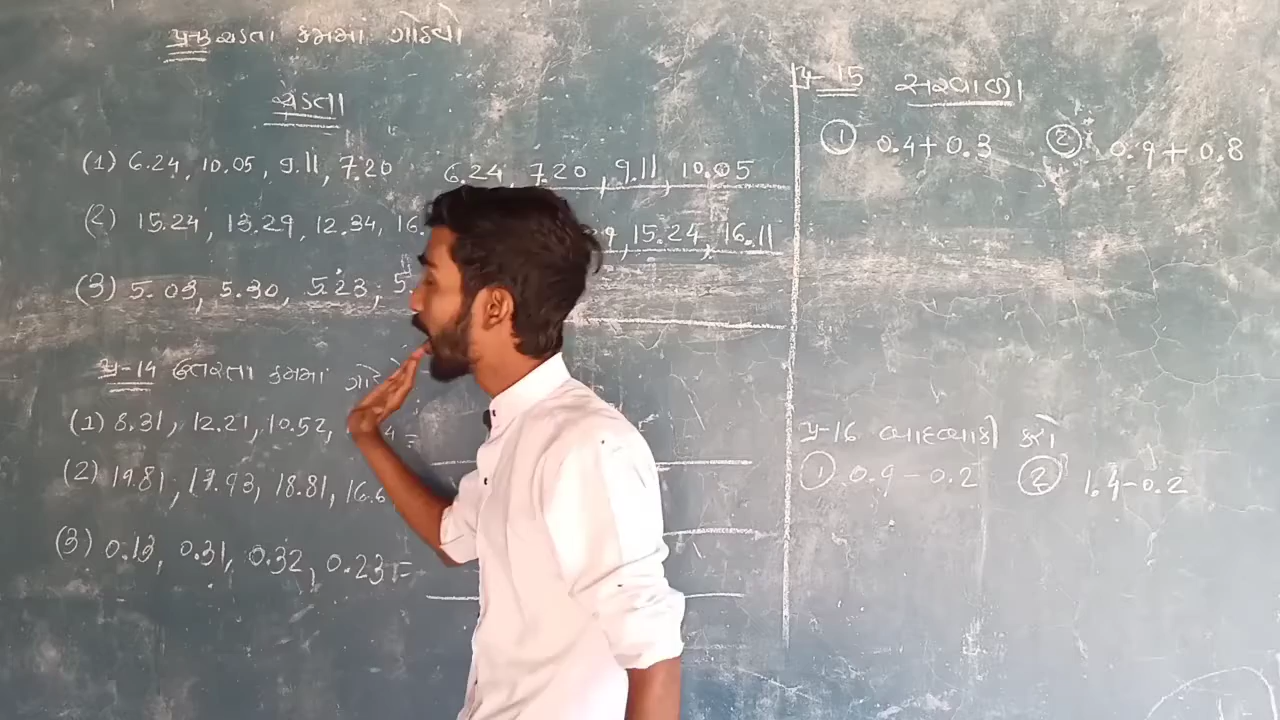 પ્ર-13 ચડતા ક્રમમાં ગોઠવો
ચડતા
(1) 6.24, 10.05, 9.11, 7.20 6.24, 7.20, 9.11, 10.05
(2) 15.24, 13.29, 12.34, 16. 15.24, 16.11
(3) 5.03, 5.30, 5.23,
પ્ર-14 ઉતરતા ક્રમમાં
(1) 8.31, 12.21, 10.52,
(2) 19.81, 17.93, 18.81, 16.6
(3) 0.13, 0.31, 0.32, 0.23 =
પ્ર-15 સરવાળા
① 0.4+0.3 ② 0.9+0.8
પ્ર-16 બાદબાકી કરો
① 0.9-0.2 ② 1.4-0.2